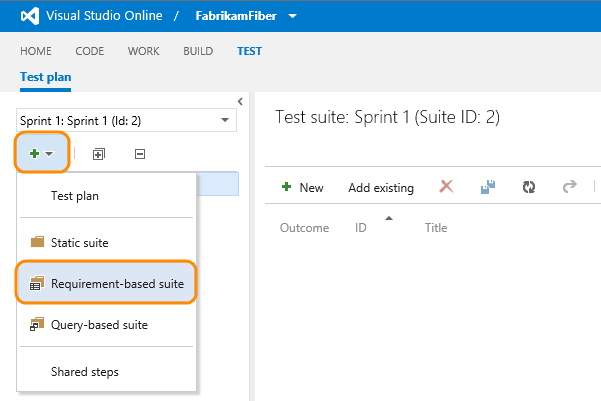 Visual Studio Online / FabrikamFiber
HOME CODE WORK BUILD TEST
Test plan
Sprint 1: Sprint 1 (Id: 2)
Test suite: Sprint 1 (Suite ID: 2)
New Add existing
Outcome ID Title
Test plan
Static suite
Requirement-based suite
Query-based suite
Shared steps